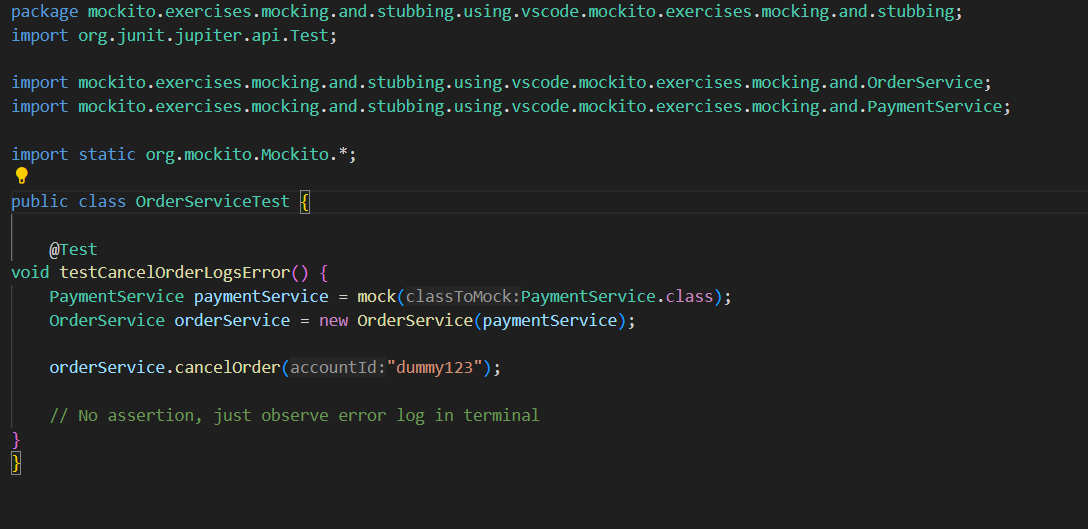 package mockito.exercises.mocking.and.stubbing.using.vscode.mockito.exercises.mocking.and.stubbing;
import org.junit.jupiter.api.Test;
import mockito.exercises.mocking.and.stubbing.using.vscode.mockito.exercises.mocking.and.OrderService;
import mockito.exercises.mocking.and.stubbing.using.vscode.mockito.exercises.mocking.and.PaymentService;
import static org.mockito.Mockito.*;
public class OrderServiceTest {
@Test
void testCancelOrderLogsError() {
PaymentService paymentService = mock(classToMock:PaymentService.class);
OrderService orderService = new OrderService(paymentService);
orderService.cancelOrder(accountId:"dummy123");
// No assertion, just observe error log in terminal
}
}